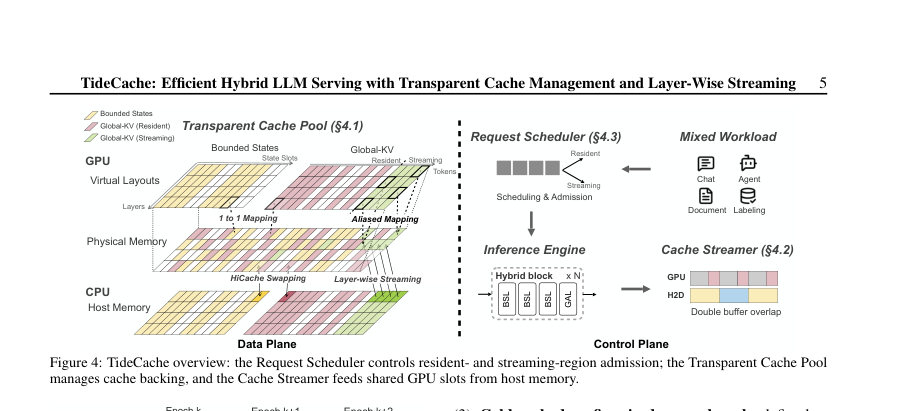 TideCache: Efficient Hybrid LLM Serving with Transparent Cache Management and Layer-Wise Streaming 5
Bounded States
Global-KV (Resident)
Global-KV (Streaming)
Transparent Cache Pool (§4.1)
Bounded States
State Slots
Global-KV
Resident
Streaming
Tokens
GPU
Virtual Layouts
Layers
1 to 1 Mapping
Aliased Mapping
Physical Memory
HiCache Swapping
Layer-wise Streaming
CPU
Host Memory
Data Plane
Request Scheduler (§4.3)
Resident
Streaming
Scheduling & Admission
Mixed Workload
Chat
Agent
Document
Labeling
Inference Engine
Hybrid block x N
BSL
BSL
BSL
GAL
Cache Streamer (§4.2)
GPU
H2D
Double buffer overlap
Control Plane
Figure 4: TideCache overview: the Request Scheduler controls resident- and streaming-region admission; the Transparent Cache Pool
manages cache backing, and the Cache Streamer feeds shared GPU slots from host memory.